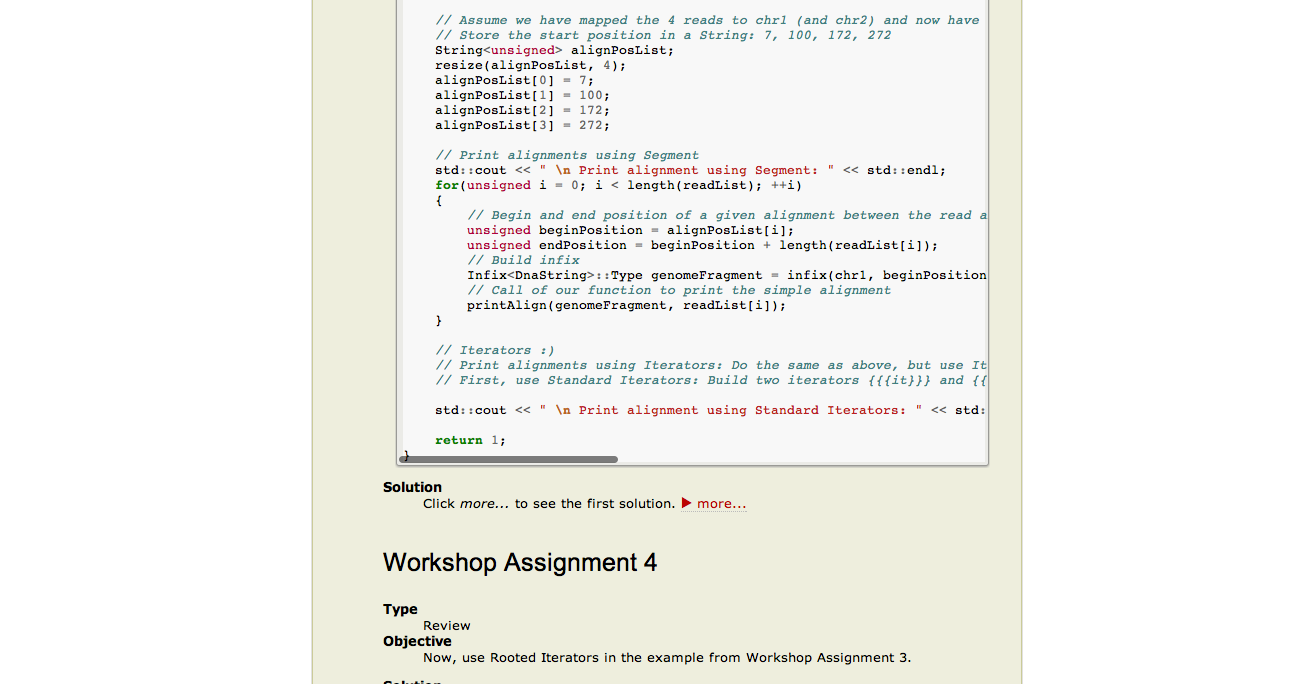 // Assume we have mapped the 4 reads to chr1 (and chr2) and now have
// Store the start position in a String: 7, 100, 172, 272
String<unsigned> alignPosList;
resize(alignPosList, 4);
alignPosList[0] = 7;
alignPosList[1] = 100;
alignPosList[2] = 172;
alignPosList[3] = 272;
// Print alignments using Segment
std::cout << " \n Print alignment using Segment: " << std::endl;
for(unsigned i = 0; i < length(readList); ++i)
{
// Begin and end position of a given alignment between the read a
unsigned beginPosition = alignPosList[i];
unsigned endPosition = beginPosition + length(readList[i]);
// Build infix
Infix<DnaString>::Type genomeFragment = infix(chr1, beginPosition
// Call of our function to print the simple alignment
printAlign(genomeFragment, readList[i]);
}
// Iterators :)
// Print alignments using Iterators: Do the same as above, but use It
// First, use Standard Iterators: Build two iterators {{{it}}} and {{
std::cout << " \n Print alignment using Standard Iterators: " << std:
return 1;
}
Solution
Click more... to see the first solution. ▶ more...
Workshop Assignment 4
Type
Review
Objective
Now, use Rooted Iterators in the example from Workshop Assignment 3.
Solution